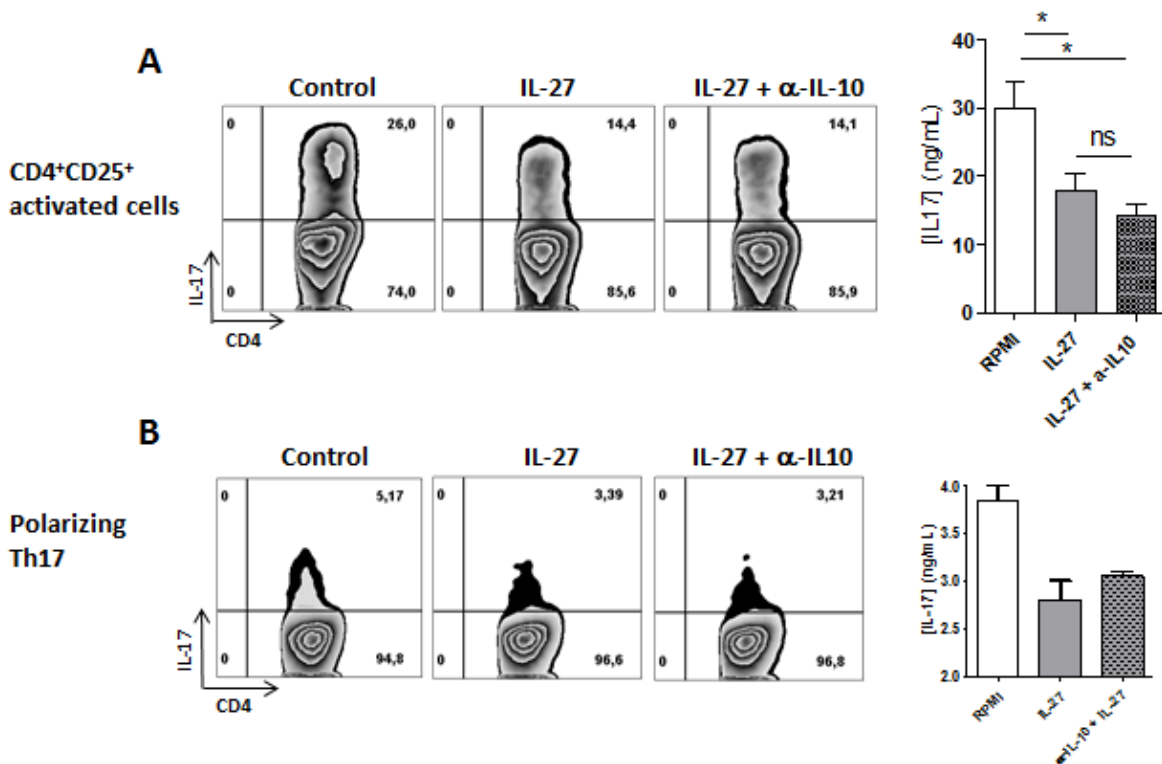 A
Control
IL-27
IL-27 + α-IL-10
CD4⁺CD25⁺
activated cells
0
26,0
0
74,0
0
14,4
0
85,6
0
14,1
0
85,9
IL-17
CD4
*
*
ns
[IL17] (ng/mL)
40
30
20
10
0
RPMI
IL-27
IL-27 + a-IL10
B
Control
IL-27
IL-27 + α-IL10
Polarizing
Th17
0
5,17
0
94,8
0
3,39
0
96,6
0
3,21
0
96,8
IL-17
CD4
[IL-17] (ng/mL)
4.0
3.5
3.0
2.5
2.0
RPMI
IL-27
α-IL-10 + IL-27